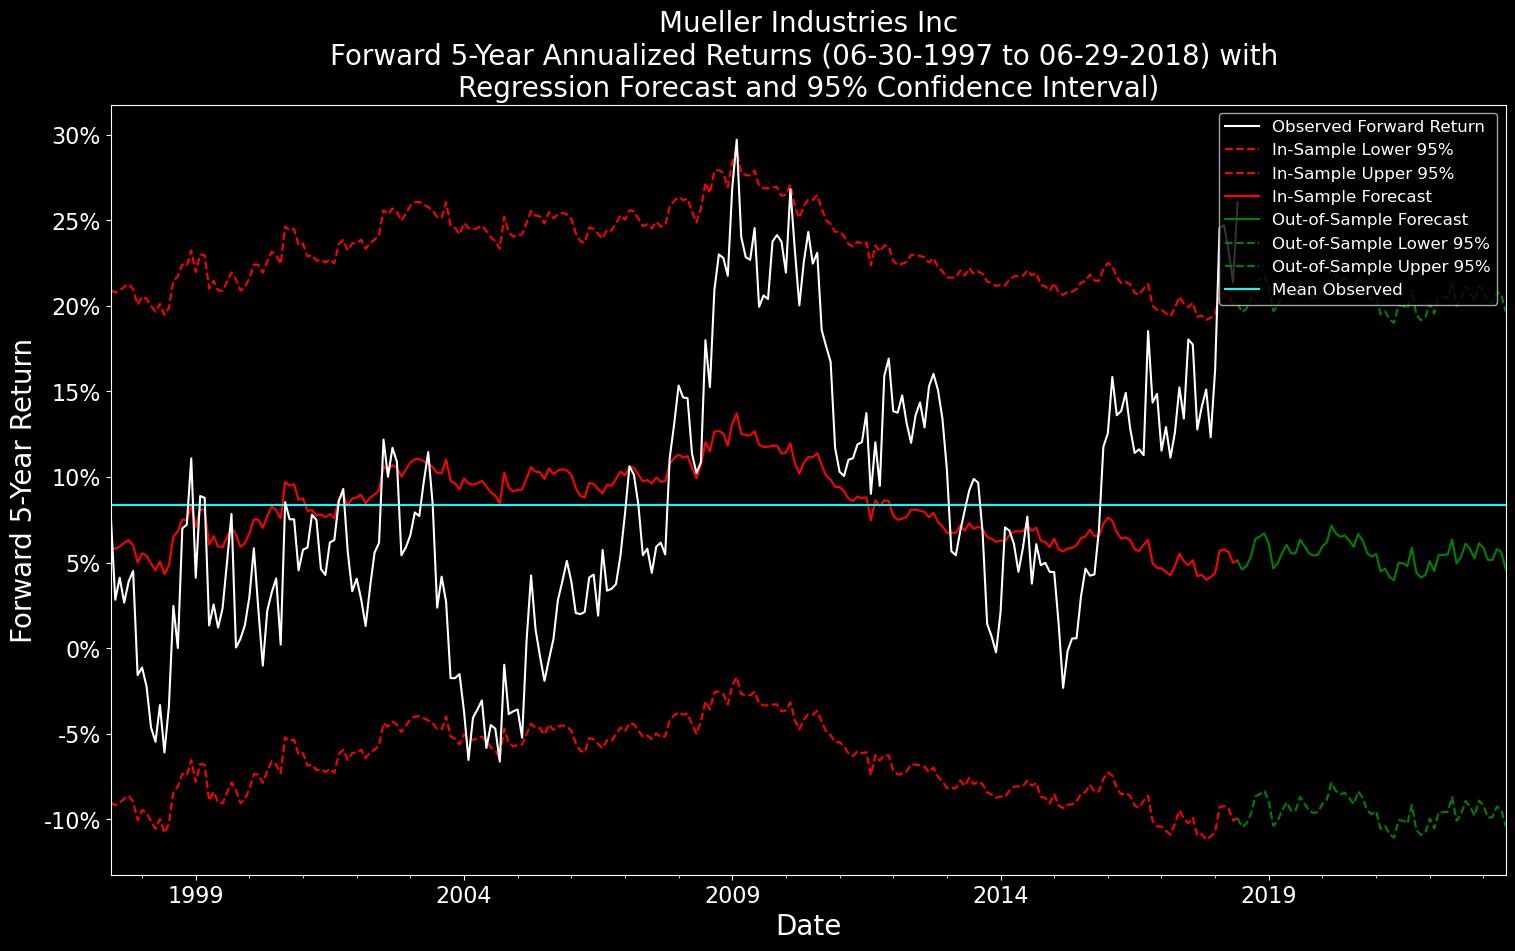 Mueller Industries Inc
Forward 5-Year Annualized Returns (06-30-1997 to 06-29-2018) with
Regression Forecast and 95% Confidence Interval)
Forward 5-Year Return
30%
25%
20%
15%
10%
5%
0%
-5%
-10%
Observed Forward Return
In-Sample Lower 95%
In-Sample Upper 95%
In-Sample Forecast
Out-of-Sample Forecast
Out-of-Sample Lower 95%
Out-of-Sample Upper 95%
Mean Observed
1999 2004 2009 2014 2019
Date